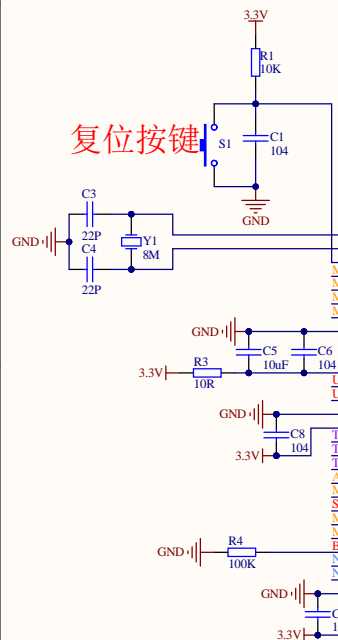 3.3V
R1
10K
复位按键
S1
C1
104
GND
C3
22P
GND
Y1
8M
C4
22P
GND
C5
10uF
C6
104
R3
3.3V
10R
GND
C8
104
3.3V
R4
GND
100K
GND
3.3V